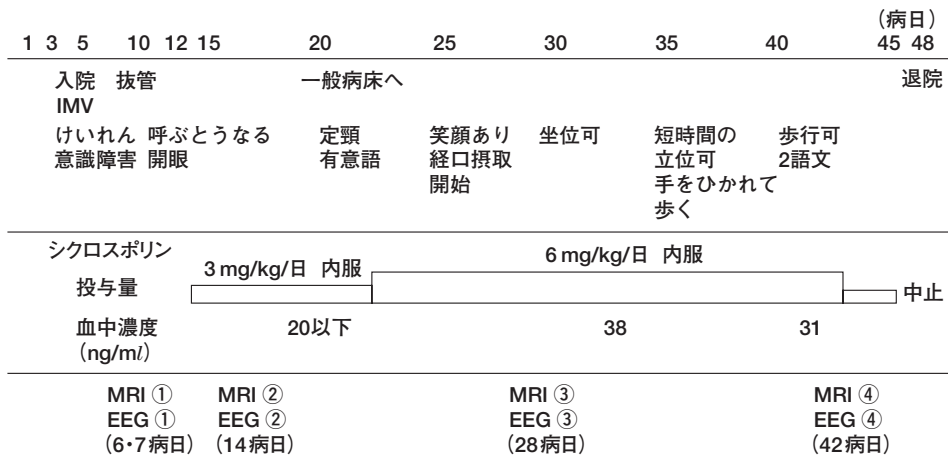 (病日)
1 3 5 10 12 15 20 25 30 35 40 45 48
入院 抜管 一般病床へ 退院
IMV
けいれん 呼ぶとうなる 定頸 笑顔あり 坐位可 短時間の 歩行可
意識障害 開眼 有意語 経口摂取 立位可 2語文
開始 手をひかれて
歩く
シクロスポリン
3 mg/kg/日 内服 6 mg/kg/日 内服
投与量 中止
血中濃度 20以下 38 31
(ng/ml)
MRI ① MRI ② MRI ③ MRI ④
EEG ① EEG ② EEG ③ EEG ④
(6・7病日) (14病日) (28病日) (42病日)